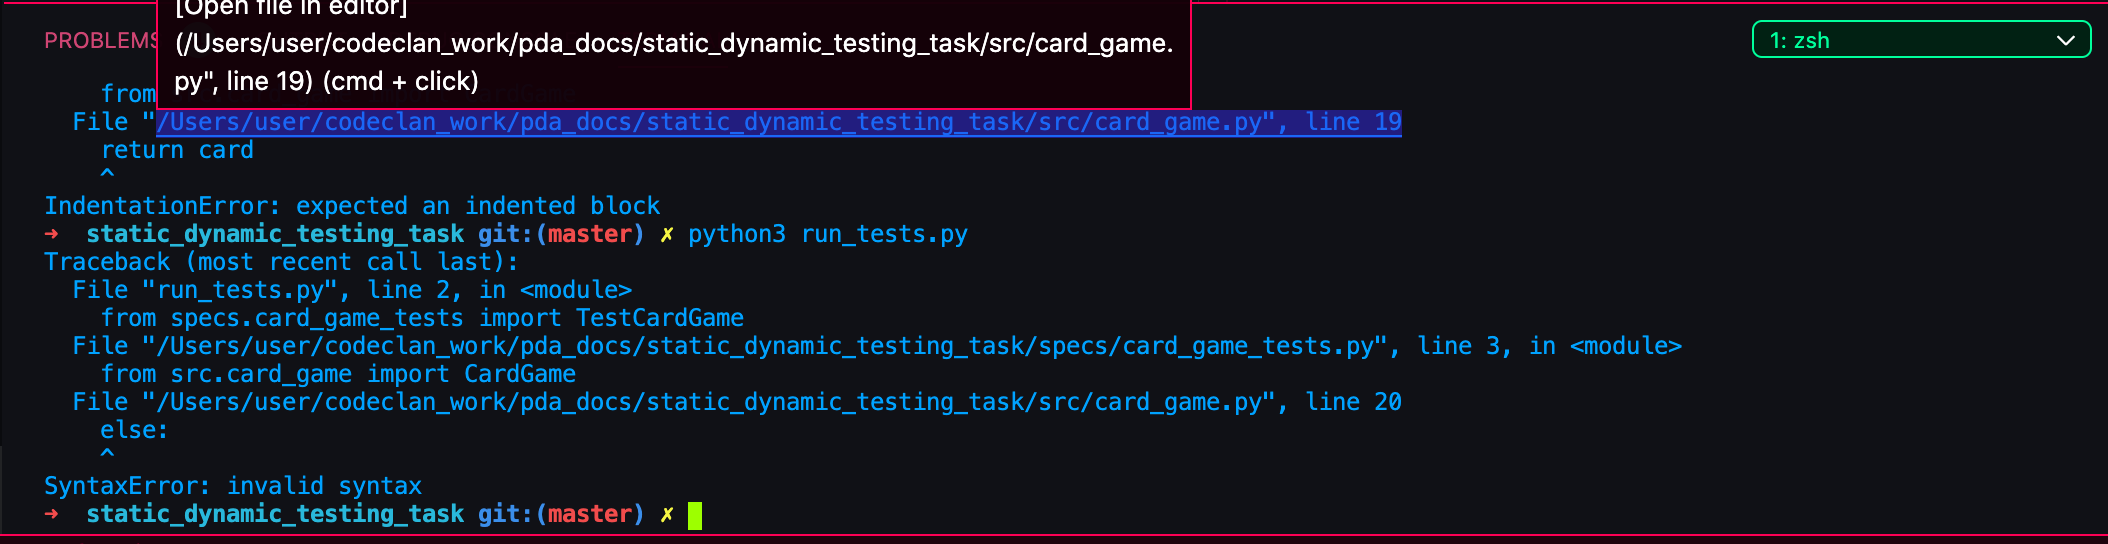 [Open file in editor]
(/Users/user/codeclan_work/pda_docs/static_dynamic_testing_task/src/card_game.
py", line 19) (cmd + click)
PROBLEMS
1: zsh
from
File "/Users/user/codeclan_work/pda_docs/static_dynamic_testing_task/src/card_game.py", line 19
return card
^
IndentationError: expected an indented block
➜ static_dynamic_testing_task git:(master) ✗ python3 run_tests.py
Traceback (most recent call last):
File "run_tests.py", line 2, in <module>
from specs.card_game_tests import TestCardGame
File "/Users/user/codeclan_work/pda_docs/static_dynamic_testing_task/specs/card_game_tests.py", line 3, in <module>
from src.card_game import CardGame
File "/Users/user/codeclan_work/pda_docs/static_dynamic_testing_task/src/card_game.py", line 20
else:
^
SyntaxError: invalid syntax
➜ static_dynamic_testing_task git:(master) ✗